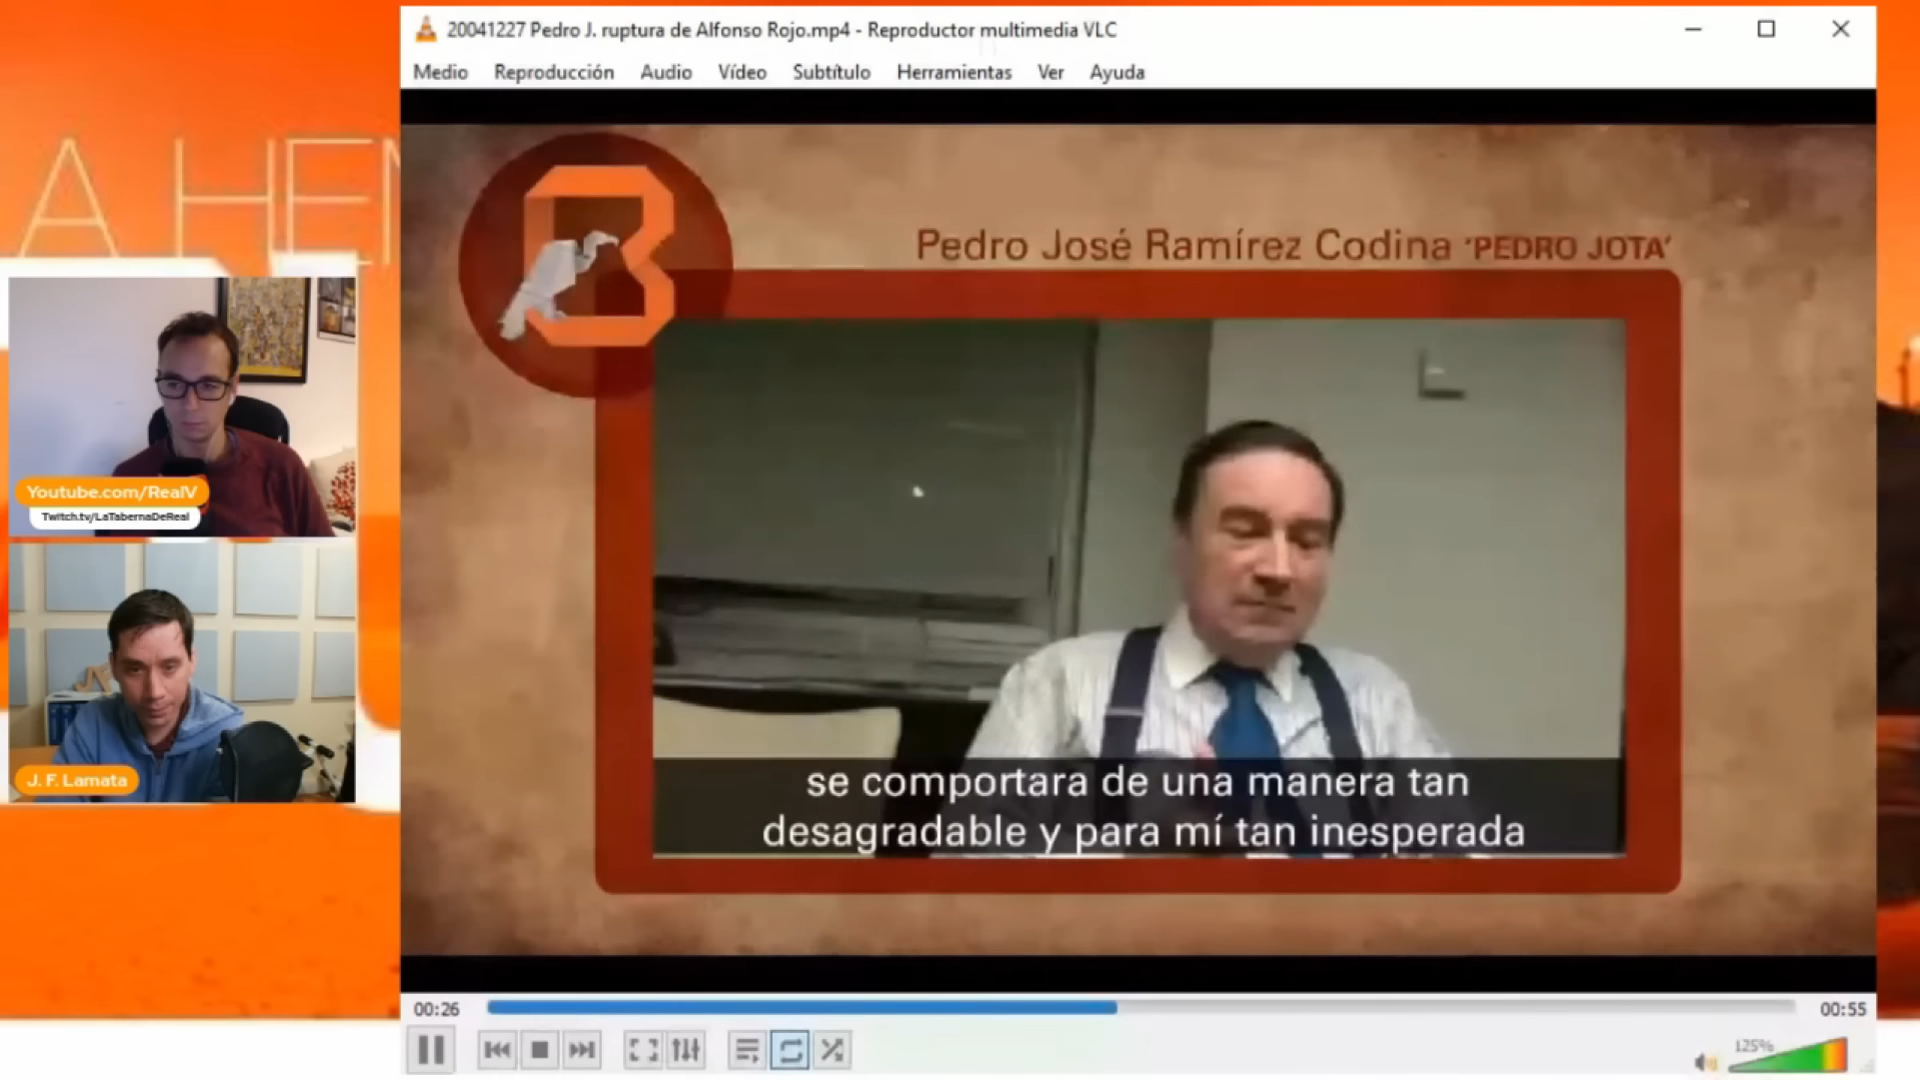 20041227 Pedro J. ruptura de Alfonso Rojo.mp4 - Reproductor multimedia VLC
Medio Reproducción Audio Vídeo Subtítulo Herramientas Ver Ayuda
A HEN
B
Pedro José Ramírez Codina 'PEDRO JOTA'
Youtube.com/RealV
Twitch.tv/LaTabernaDeReal
J. F. Lamata
se comportara de una manera tan
desagradable y para mí tan inesperada
00:26
00:55
125%